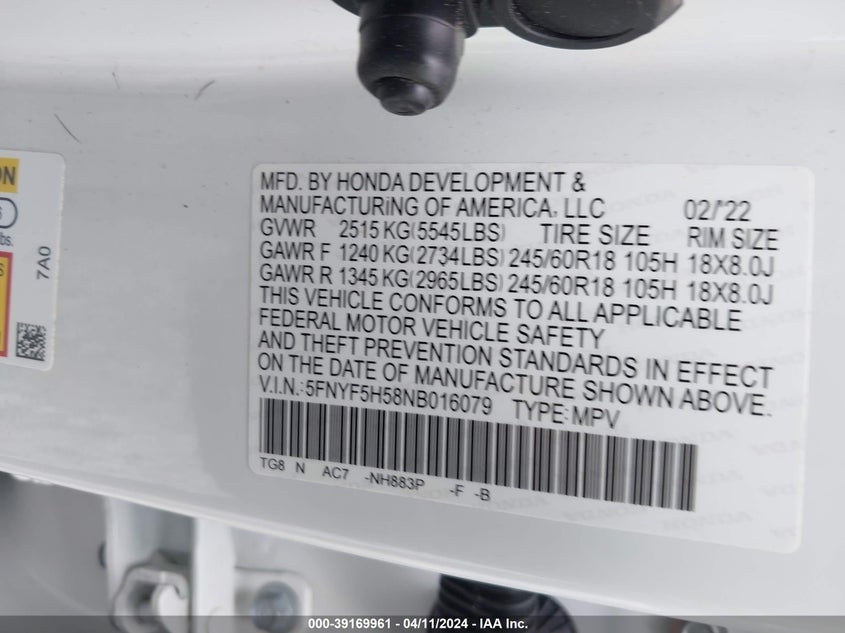 ON
bs.
7A0
MFD. BY HONDA DEVELOPMENT &
MANUFACTURING OF AMERICA, LLC 02/'22
GVWR 2515 KG(5545LBS) TIRE SIZE RIM SIZE
GAWR F 1240 KG(2734LBS) 245/60R18 105H 18X8.0J
GAWR R 1345 KG(2965LBS) 245/60R18 105H 18X8.0J
THIS VEHICLE CONFORMS TO ALL APPLICABLE
FEDERAL MOTOR VEHICLE SAFETY
AND THEFT PREVENTION STANDARDS IN EFFECT
ON THE DATE OF MANUFACTURE SHOWN ABOVE.
V.I.N.: 5FNYF5H58NB016079 TYPE: MPV
TG8 N AC7 -NH883P -F -B
000-39169961 - 04/11/2024 - IAA Inc.